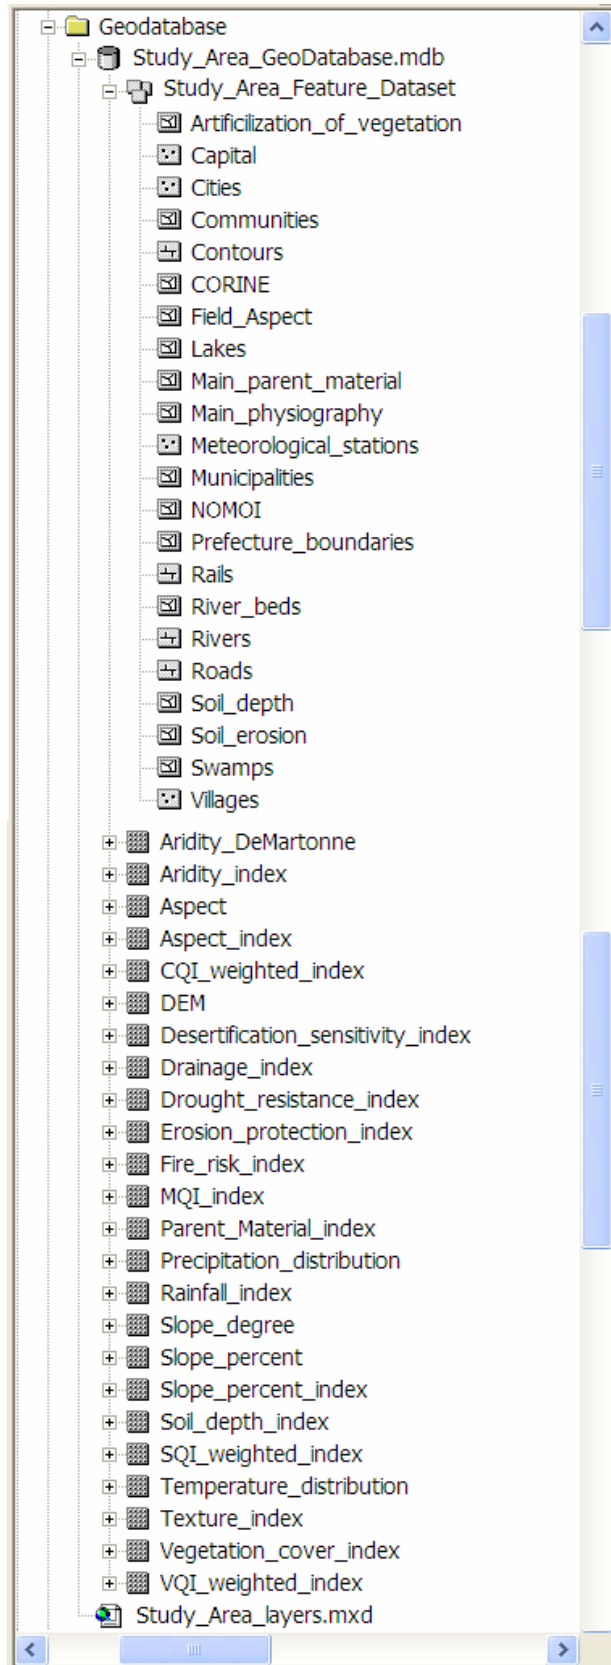 Geodatabase
Study_Area_GeoDatabase.mdb
Study_Area_Feature_Dataset
Artificilization_of_vegetation
Capital
Cities
Communities
Contours
CORINE
Field_Aspect
Lakes
Main_parent_material
Main_physiography
Meteorological_stations
Municipalities
NOMOI
Prefecture_boundaries
Rails
River_beds
Rivers
Roads
Soil_depth
Soil_erosion
Swamps
Villages
Aridity_DeMartonne
Aridity_index
Aspect
Aspect_index
CQI_weighted_index
DEM
Desertification_sensitivity_index
Drainage_index
Drought_resistance_index
Erosion_protection_index
Fire_risk_index
MQI_index
Parent_Material_index
Precipitation_distribution
Rainfall_index
Slope_degree
Slope_percent
Slope_percent_index
Soil_depth_index
SQI_weighted_index
Temperature_distribution
Texture_index
Vegetation_cover_index
VQI_weighted_index
Study_Area_layers.mxd